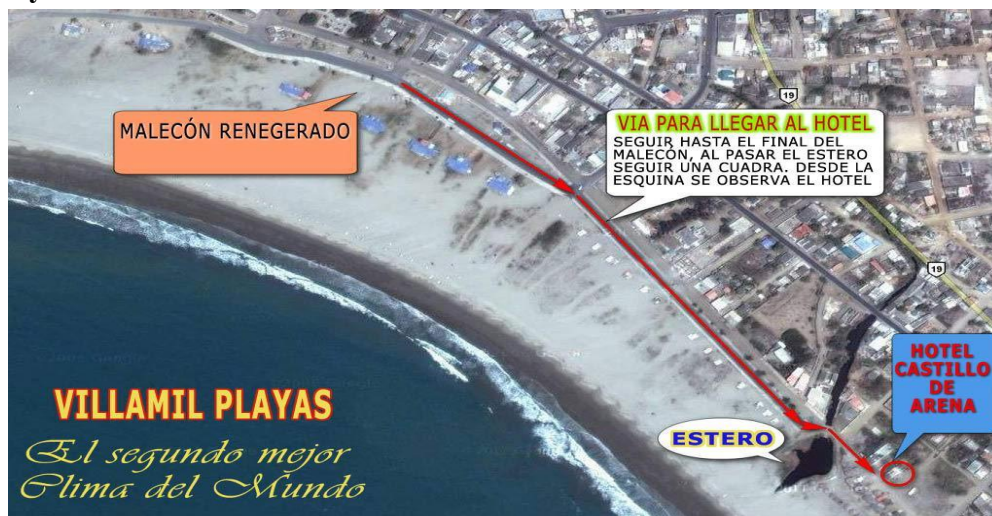 MALECÓN RENEGERADO
19
VIA PARA LLEGAR AL HOTEL
SEGUIR HASTA EL FINAL DEL
MALECÓN, AL PASAR EL ESTERO
SEGUIR UNA CUADRA. DESDE LA
ESQUINA SE OBSERVA EL HOTEL
19
HOTEL
CASTILLO
DE
ARENA
VILLAMIL PLAYAS
El segundo mejor
Clima del Mundo
ESTERO